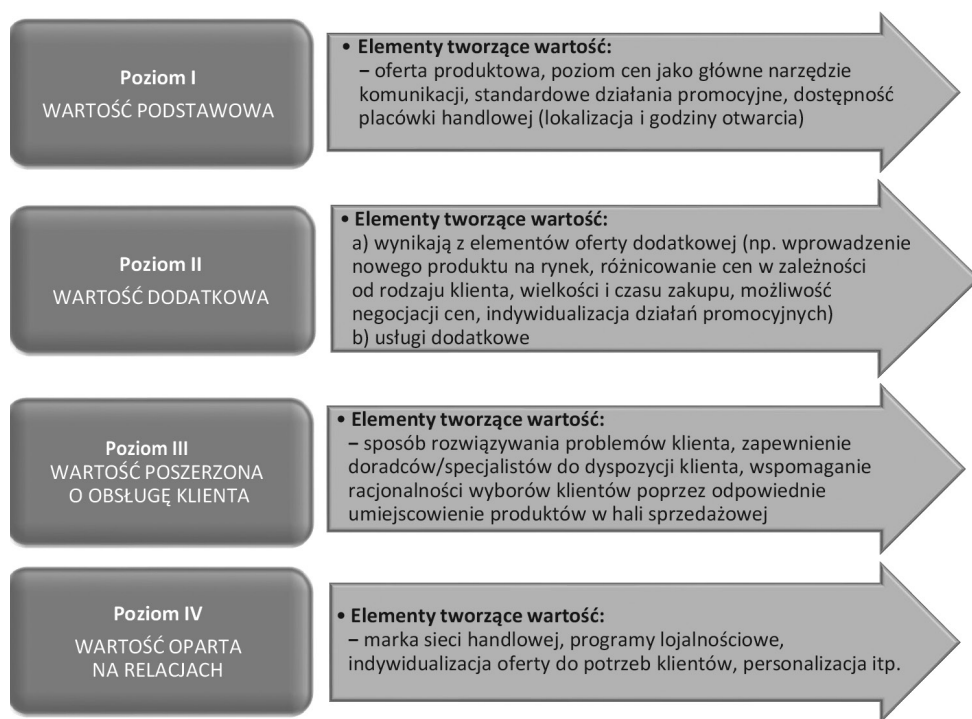 Poziom I
WARTOŚĆ PODSTAWOWA
• Elementy tworzące wartość:
– oferta produktowa, poziom cen jako główne narzędzie
komunikacji, standardowe działania promocyjne, dostępność
placówki handlowej (lokalizacja i godziny otwarcia)
Poziom II
WARTOŚĆ DODATKOWA
• Elementy tworzące wartość:
a) wynikają z elementów oferty dodatkowej (np. wprowadzenie
nowego produktu na rynek, różnicowanie cen w zależności
od rodzaju klienta, wielkości i czasu zakupu, możliwość
negocjacji cen, indywidualizacja działań promocyjnych)
b) usługi dodatkowe
Poziom III
WARTOŚĆ POSZERZONA
O OBSŁUGĘ KLIENTA
• Elementy tworzące wartość:
– sposób rozwiązywania problemów klienta, zapewnienie
doradców/specjalistów do dyspozycji klienta, wspomaganie
racjonalności wyborów klientów poprzez odpowiednie
umiejscowienie produktów w hali sprzedażowej
Poziom IV
WARTOŚĆ OPARTA
NA RELACJACH
• Elementy tworzące wartość:
– marka sieci handlowej, programy lojalnościowe,
indywidualizacja oferty do potrzeb klientów, personalizacja itp.